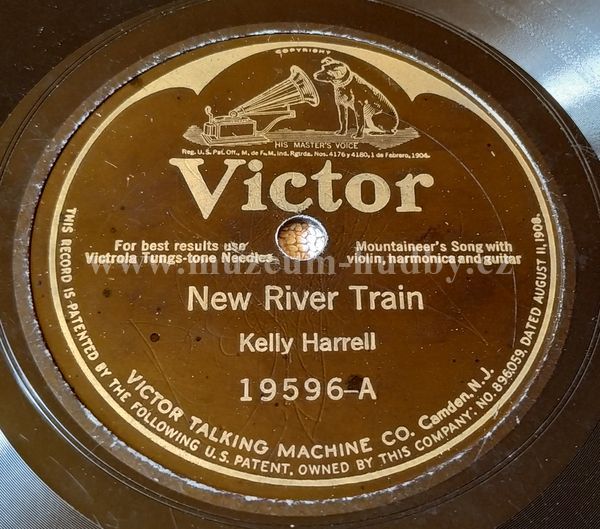 COPYRIGHT
HIS MASTER'S VOICE
Reg. U.S. Pat. Off., M. de F., M. Ind. Rgtrda. Nos. 4176 y 4180, 1 de Febrero, 1904.
Victor
For best results use
Victrola Tungs-tone Needles
Mountaineer's Song with
violin, harmonica and guitar
www.muzeum-hudby.cz
New River Train
Kelly Harrell
19596-A
VICTOR TALKING MACHINE CO. Camden, N.J.
THIS RECORD IS PATENTED BY THE FOLLOWING U.S. PATENT, OWNED BY THIS COMPANY: NO. 896,059, DATED AUGUST 11, 1908.